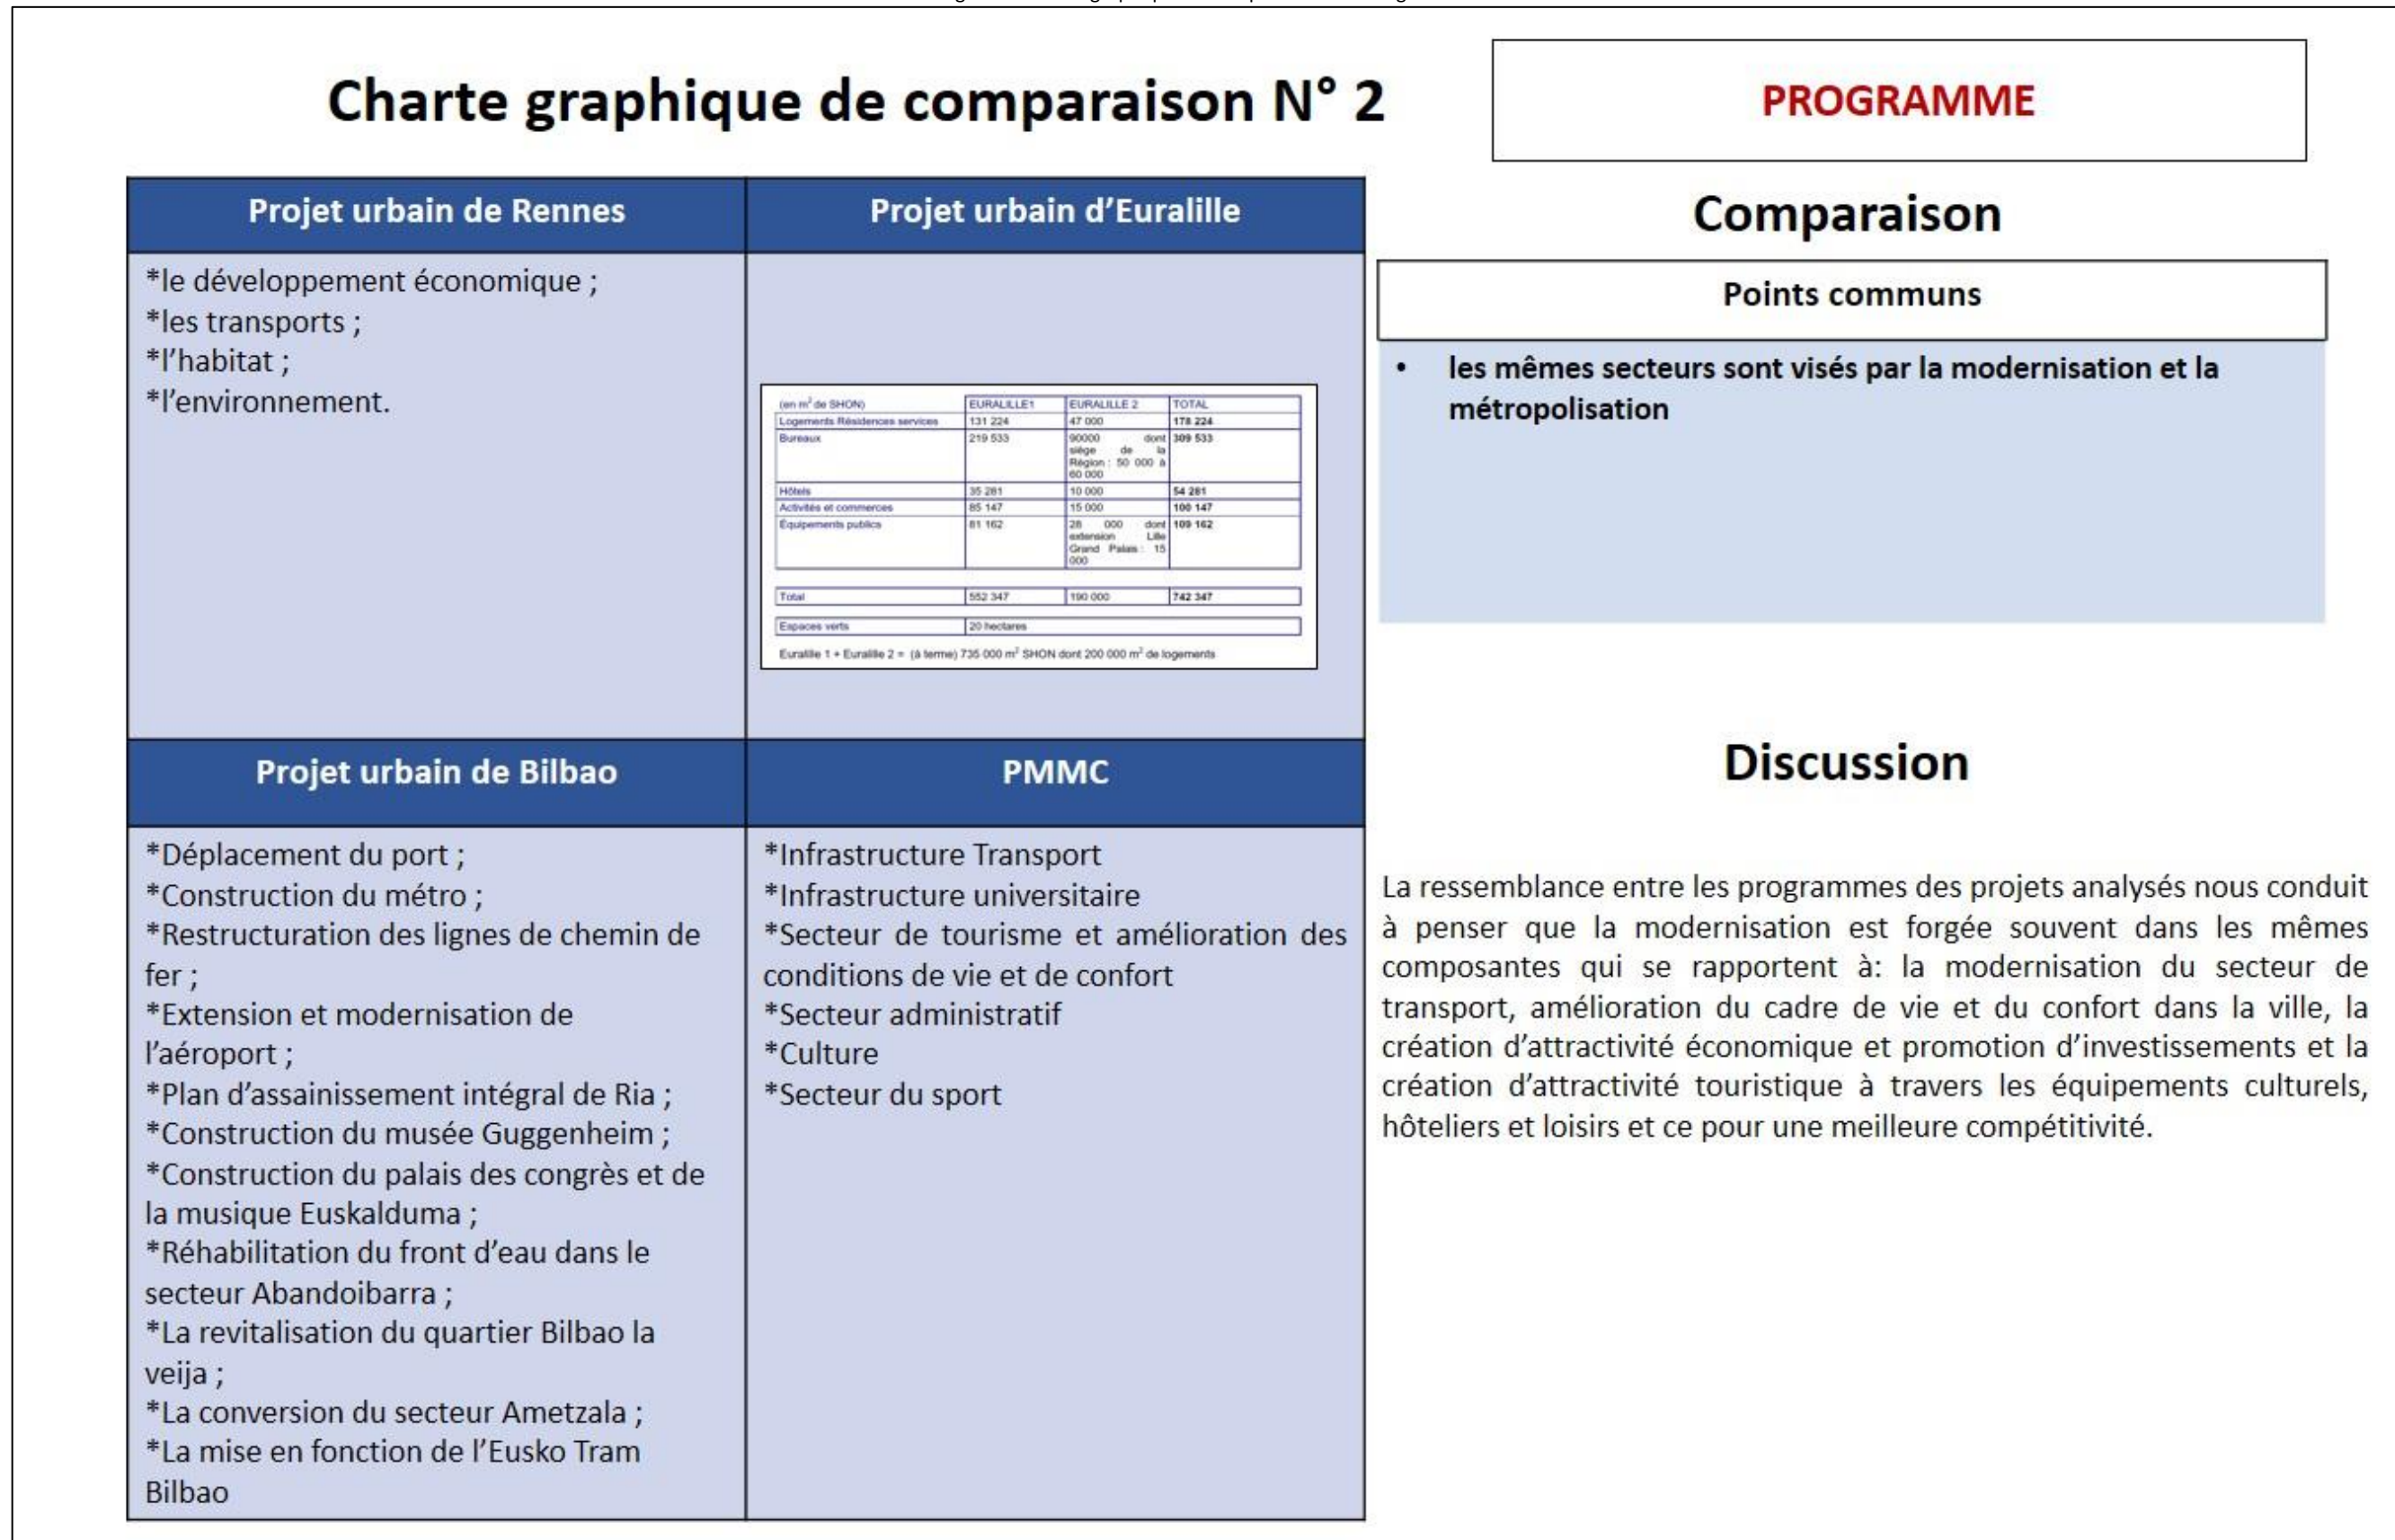 Charte graphique de comparaison N° 2
PROGRAMME
Projet urbain de Rennes
*le développement économique ;
*les transports ;
*l'habitat ;
*l'environnement.
Projet urbain d'Euralille
(en m² de SHON) EURALILLE1 EURALILLE 2 TOTAL
Logements Résidences services 131 224 47 000 178 224
Bureaux 219 533 90000 dont 309 533
siège de la
Région : 50 000 à
60 000
Hôtels 35 281 10 000 54 281
Activités et commerces 85 147 15 000 100 147
Équipements publics 81 162 28 000 dont 109 162
extension Lille
Grand Palais : 15
000
Total 552 347 190 000 742 347
Espaces verts 20 hectares
Euralille 1 + Euralille 2 = (à terme) 735 000 m² SHON dont 200 000 m² de logements
Comparaison
Points communs
• les mêmes secteurs sont visés par la modernisation et la
métropolisation
Projet urbain de Bilbao
*Déplacement du port ;
*Construction du métro ;
*Restructuration des lignes de chemin de
fer ;
*Extension et modernisation de
l'aéroport ;
*Plan d'assainissement intégral de Ria ;
*Construction du musée Guggenheim ;
*Construction du palais des congrès et de
la musique Euskalduma ;
*Réhabilitation du front d'eau dans le
secteur Abandoibarra ;
*La revitalisation du quartier Bilbao la
veija ;
*La conversion du secteur Ametzala ;
*La mise en fonction de l'Eusko Tram
Bilbao
PMMC
*Infrastructure Transport
*Infrastructure universitaire
*Secteur de tourisme et amélioration des
conditions de vie et de confort
*Secteur administratif
*Culture
*Secteur du sport
Discussion
La ressemblance entre les programmes des projets analysés nous conduit
à penser que la modernisation est forgée souvent dans les mêmes
composantes qui se rapportent à: la modernisation du secteur de
transport, amélioration du cadre de vie et du confort dans la ville, la
création d'attractivité économique et promotion d'investissements et la
création d'attractivité touristique à travers les équipements culturels,
hôteliers et loisirs et ce pour une meilleure compétitivité.